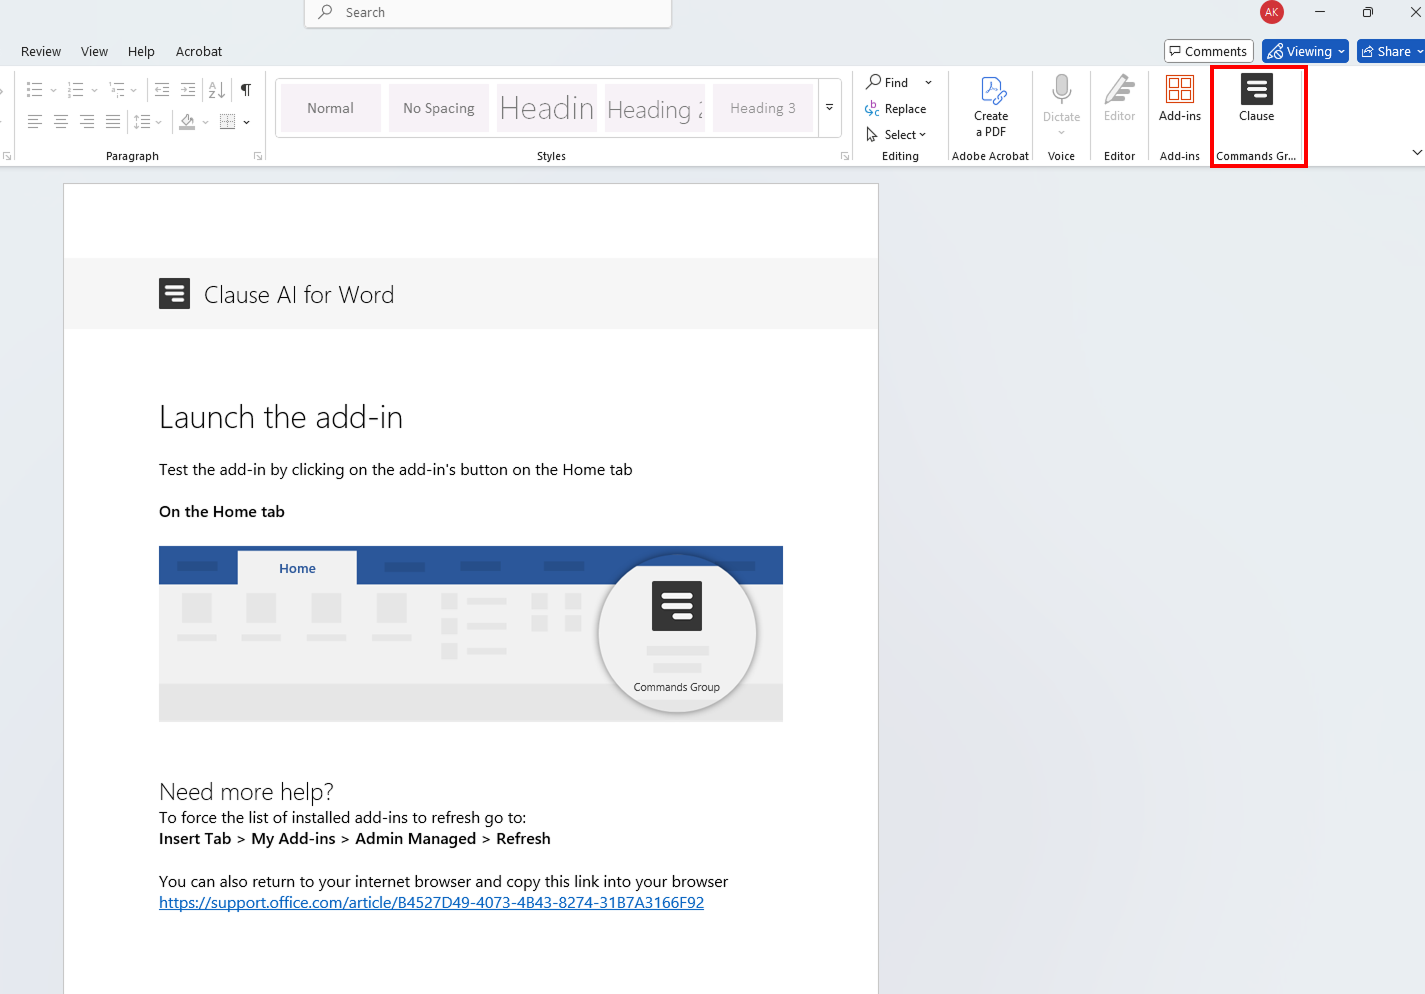 Search
AK
Review View Help Acrobat
Comments Viewing Share
Normal No Spacing Headin Heading 2 Heading 3
Find
Replace
Select
Create
a PDF
Dictate
Editor
Add-ins
Clause
Paragraph Styles Editing Adobe Acrobat Voice Editor Add-ins Commands Gr...
Clause AI for Word
Launch the add-in
Test the add-in by clicking on the add-in's button on the Home tab
On the Home tab
Home
Commands Group
Need more help?
To force the list of installed add-ins to refresh go to:
Insert Tab > My Add-ins > Admin Managed > Refresh
You can also return to your internet browser and copy this link into your browser
https://support.office.com/article/B4527D49-4073-4B43-8274-31B7A3166F92